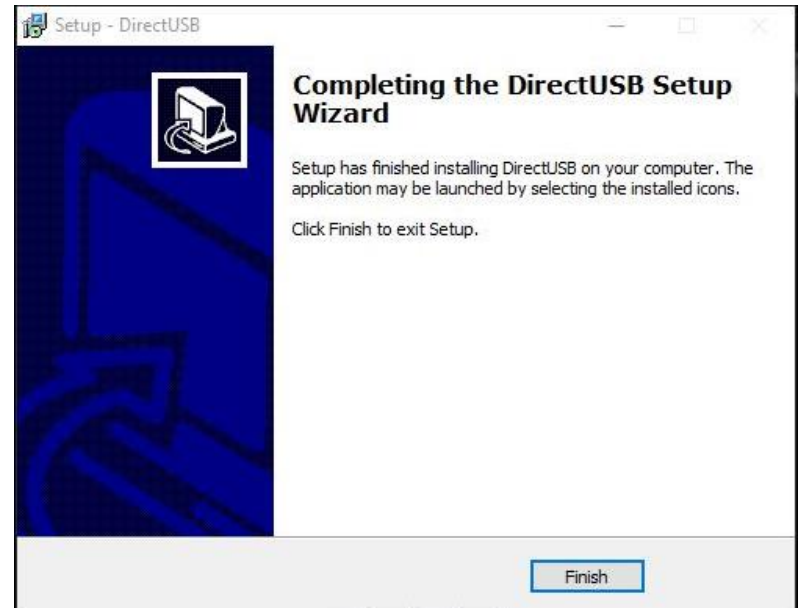 Setup - DirectUSB
Completing the DirectUSB Setup
Wizard
Setup has finished installing DirectUSB on your computer. The
application may be launched by selecting the installed icons.
Click Finish to exit Setup.
Finish